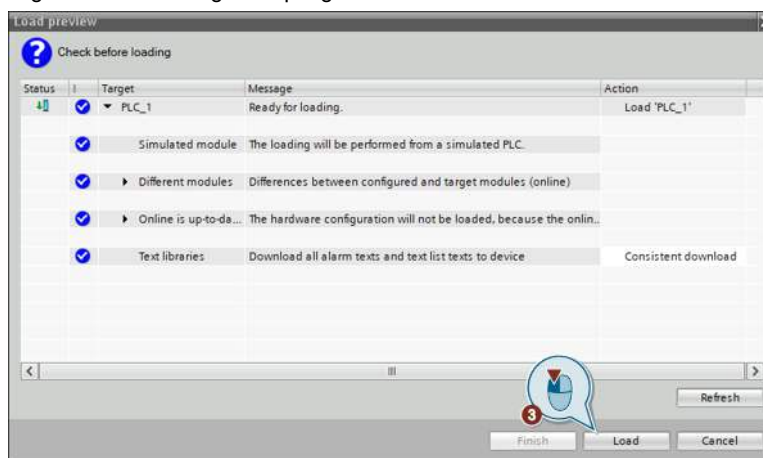 Load preview
Check before loading
Status ! Target Message Action
PLC_1 Ready for loading. Load 'PLC_1'
Simulated module The loading will be performed from a simulated PLC.
Different modules Differences between configured and target modules (online)
Online is up-to-da... The hardware configuration will not be loaded, because the onlin...
Text libraries Download all alarm texts and text list texts to device Consistent download
3
Refresh
Finish Load Cancel